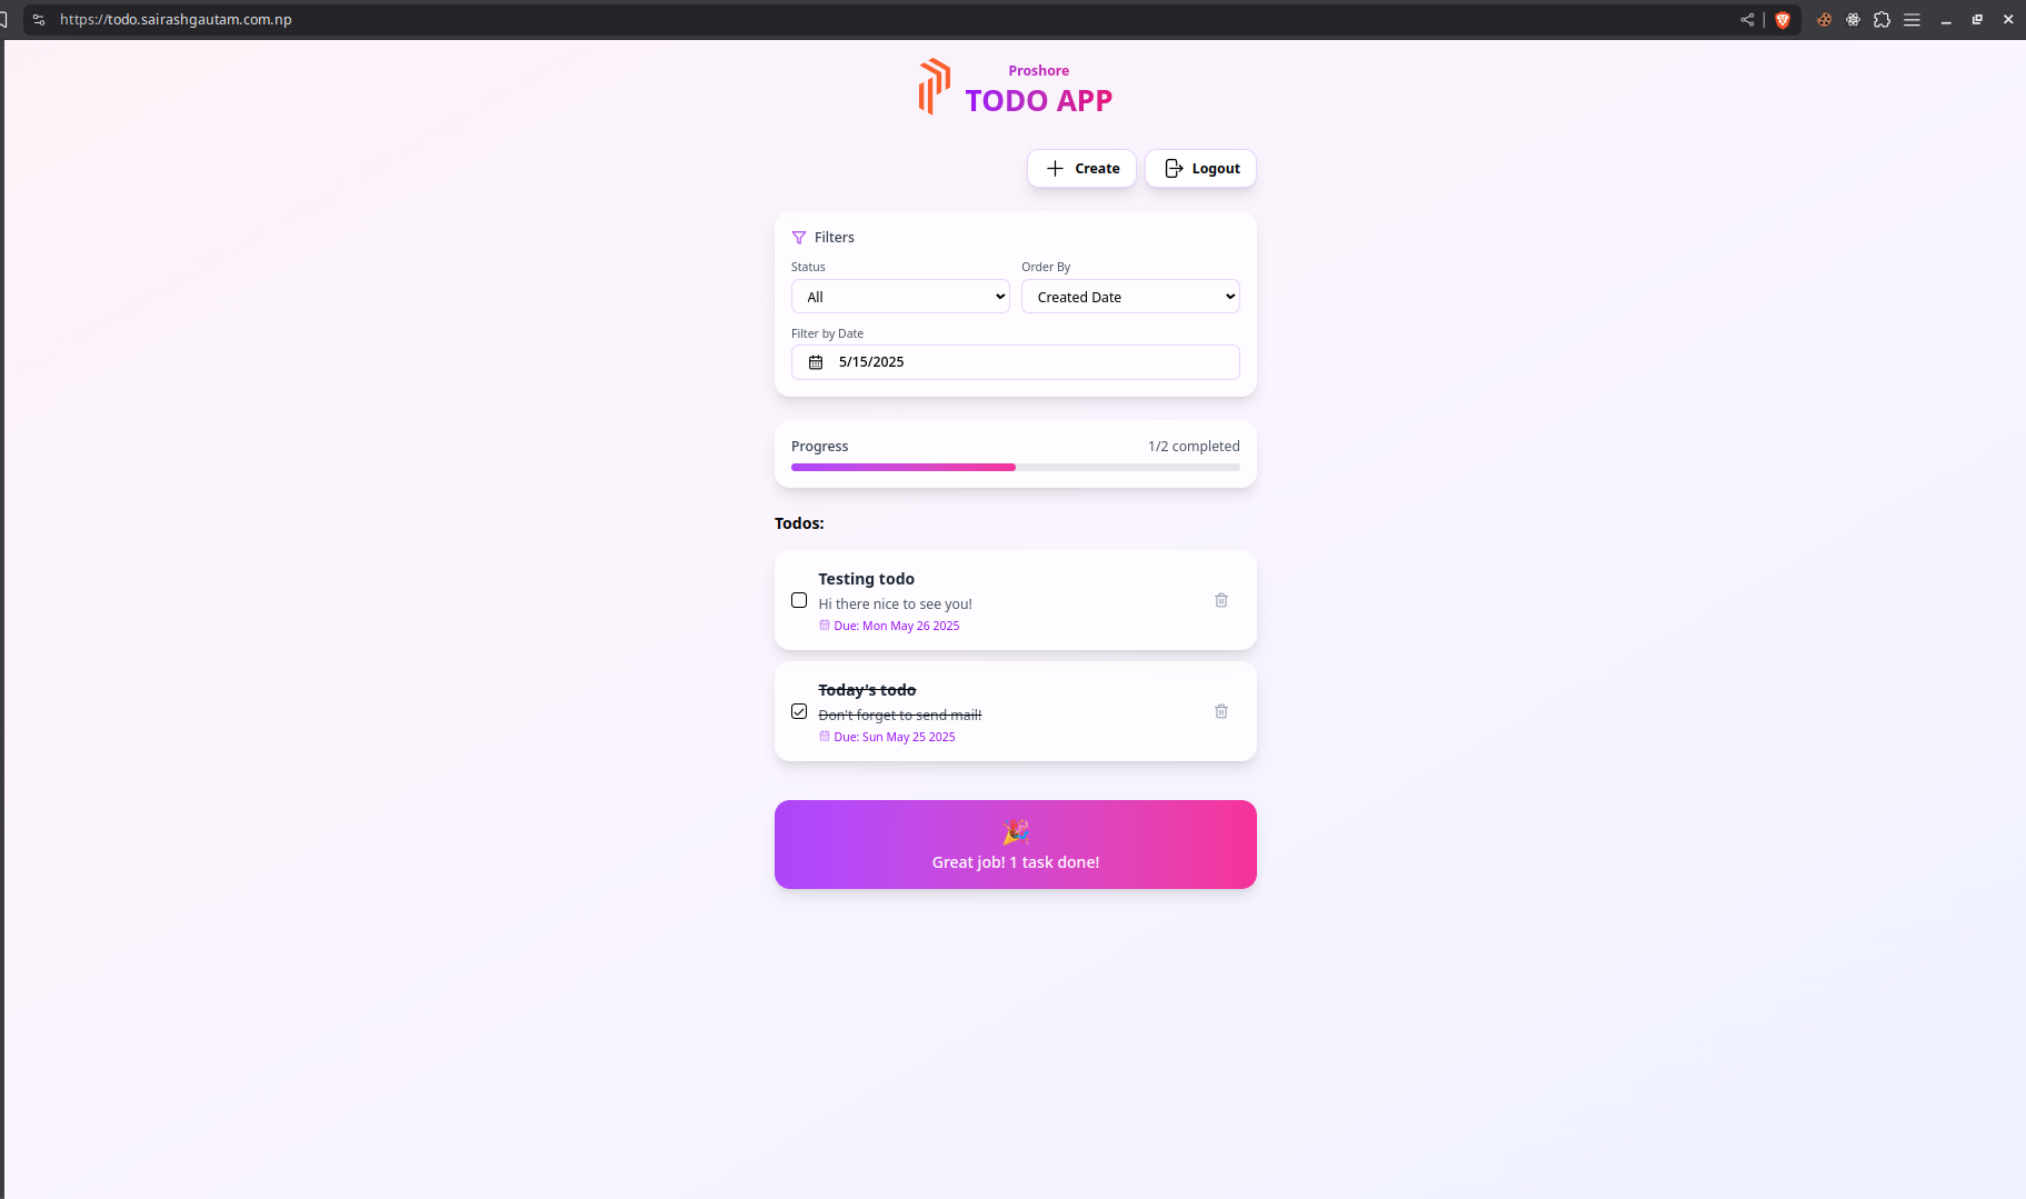 https://todo.sairashgautam.com.np
Proshore
TODO APP
Create
Logout
Filters
Status
Order By
All
Created Date
Filter by Date
5/15/2025
Progress
1/2 completed
Todos:
Testing todo
Hi there nice to see you!
Due: Mon May 26 2025
Today's todo
Don't forget to send mail!
Due: Sun May 25 2025
Great job! 1 task done!